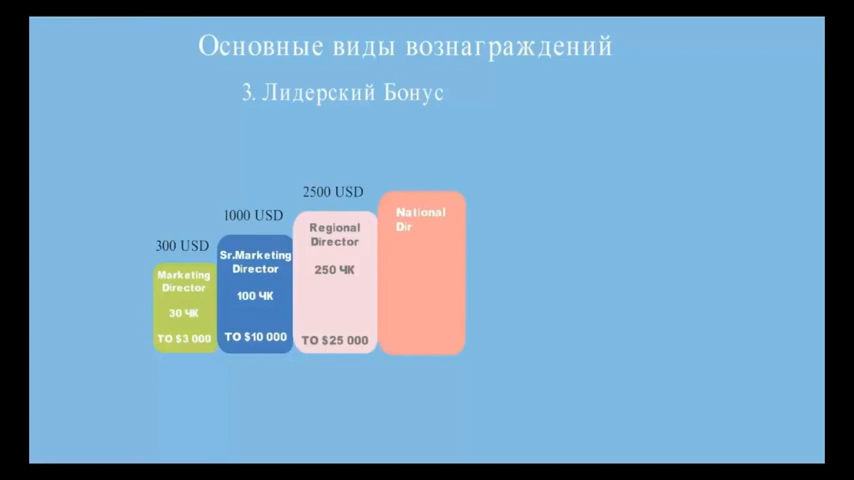 Основные виды вознаграждений
3. Лидерский Бонус
2500 USD
1000 USD
300 USD
Marketing
Director
30 ЧК
ТО $3 000
Sr.Marketing
Director
100 ЧК
ТО $10 000
Regional
Director
250 ЧК
ТО $25 000
National
Dir